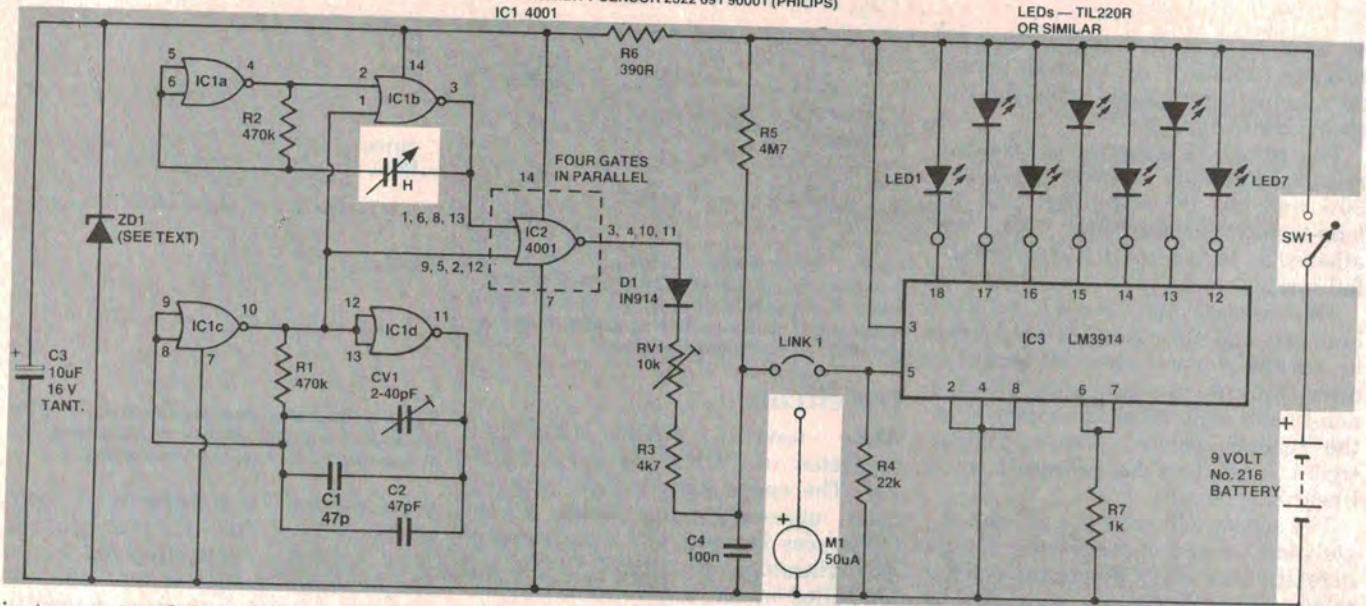 SENSOR 2322 691 90001 (PHILIPS)
IC1 4001
LEDs — TIL220R
OR SIMILAR
R6
390R
5
6
IC1a
4
2
1
14
IC1b
3
R2
470k
H
FOUR GATES
IN PARALLEL
14
1, 6, 8, 13
9, 5, 2, 12
IC2
4001
3, 4,10, 11
7
R5
4M7
LED1
LED7
SW1
ZD1
(SEE TEXT)
D1
IN914
18
17
16
15
14
13
12
3
5
IC3 LM3914
2
4
8
6
7
LINK 1
9
8
IC1c
10
7
12
13
IC1d
11
+
C3
10uF
16 V
TANT.
R1
470k
CV1
2-40pF
RV1
10k
R3
4k7
C1
47p
C2
47pF
C4
100n
+
M1
50uA
R4
22k
R7
1k
+
9 VOLT
No. 216
BATTERY